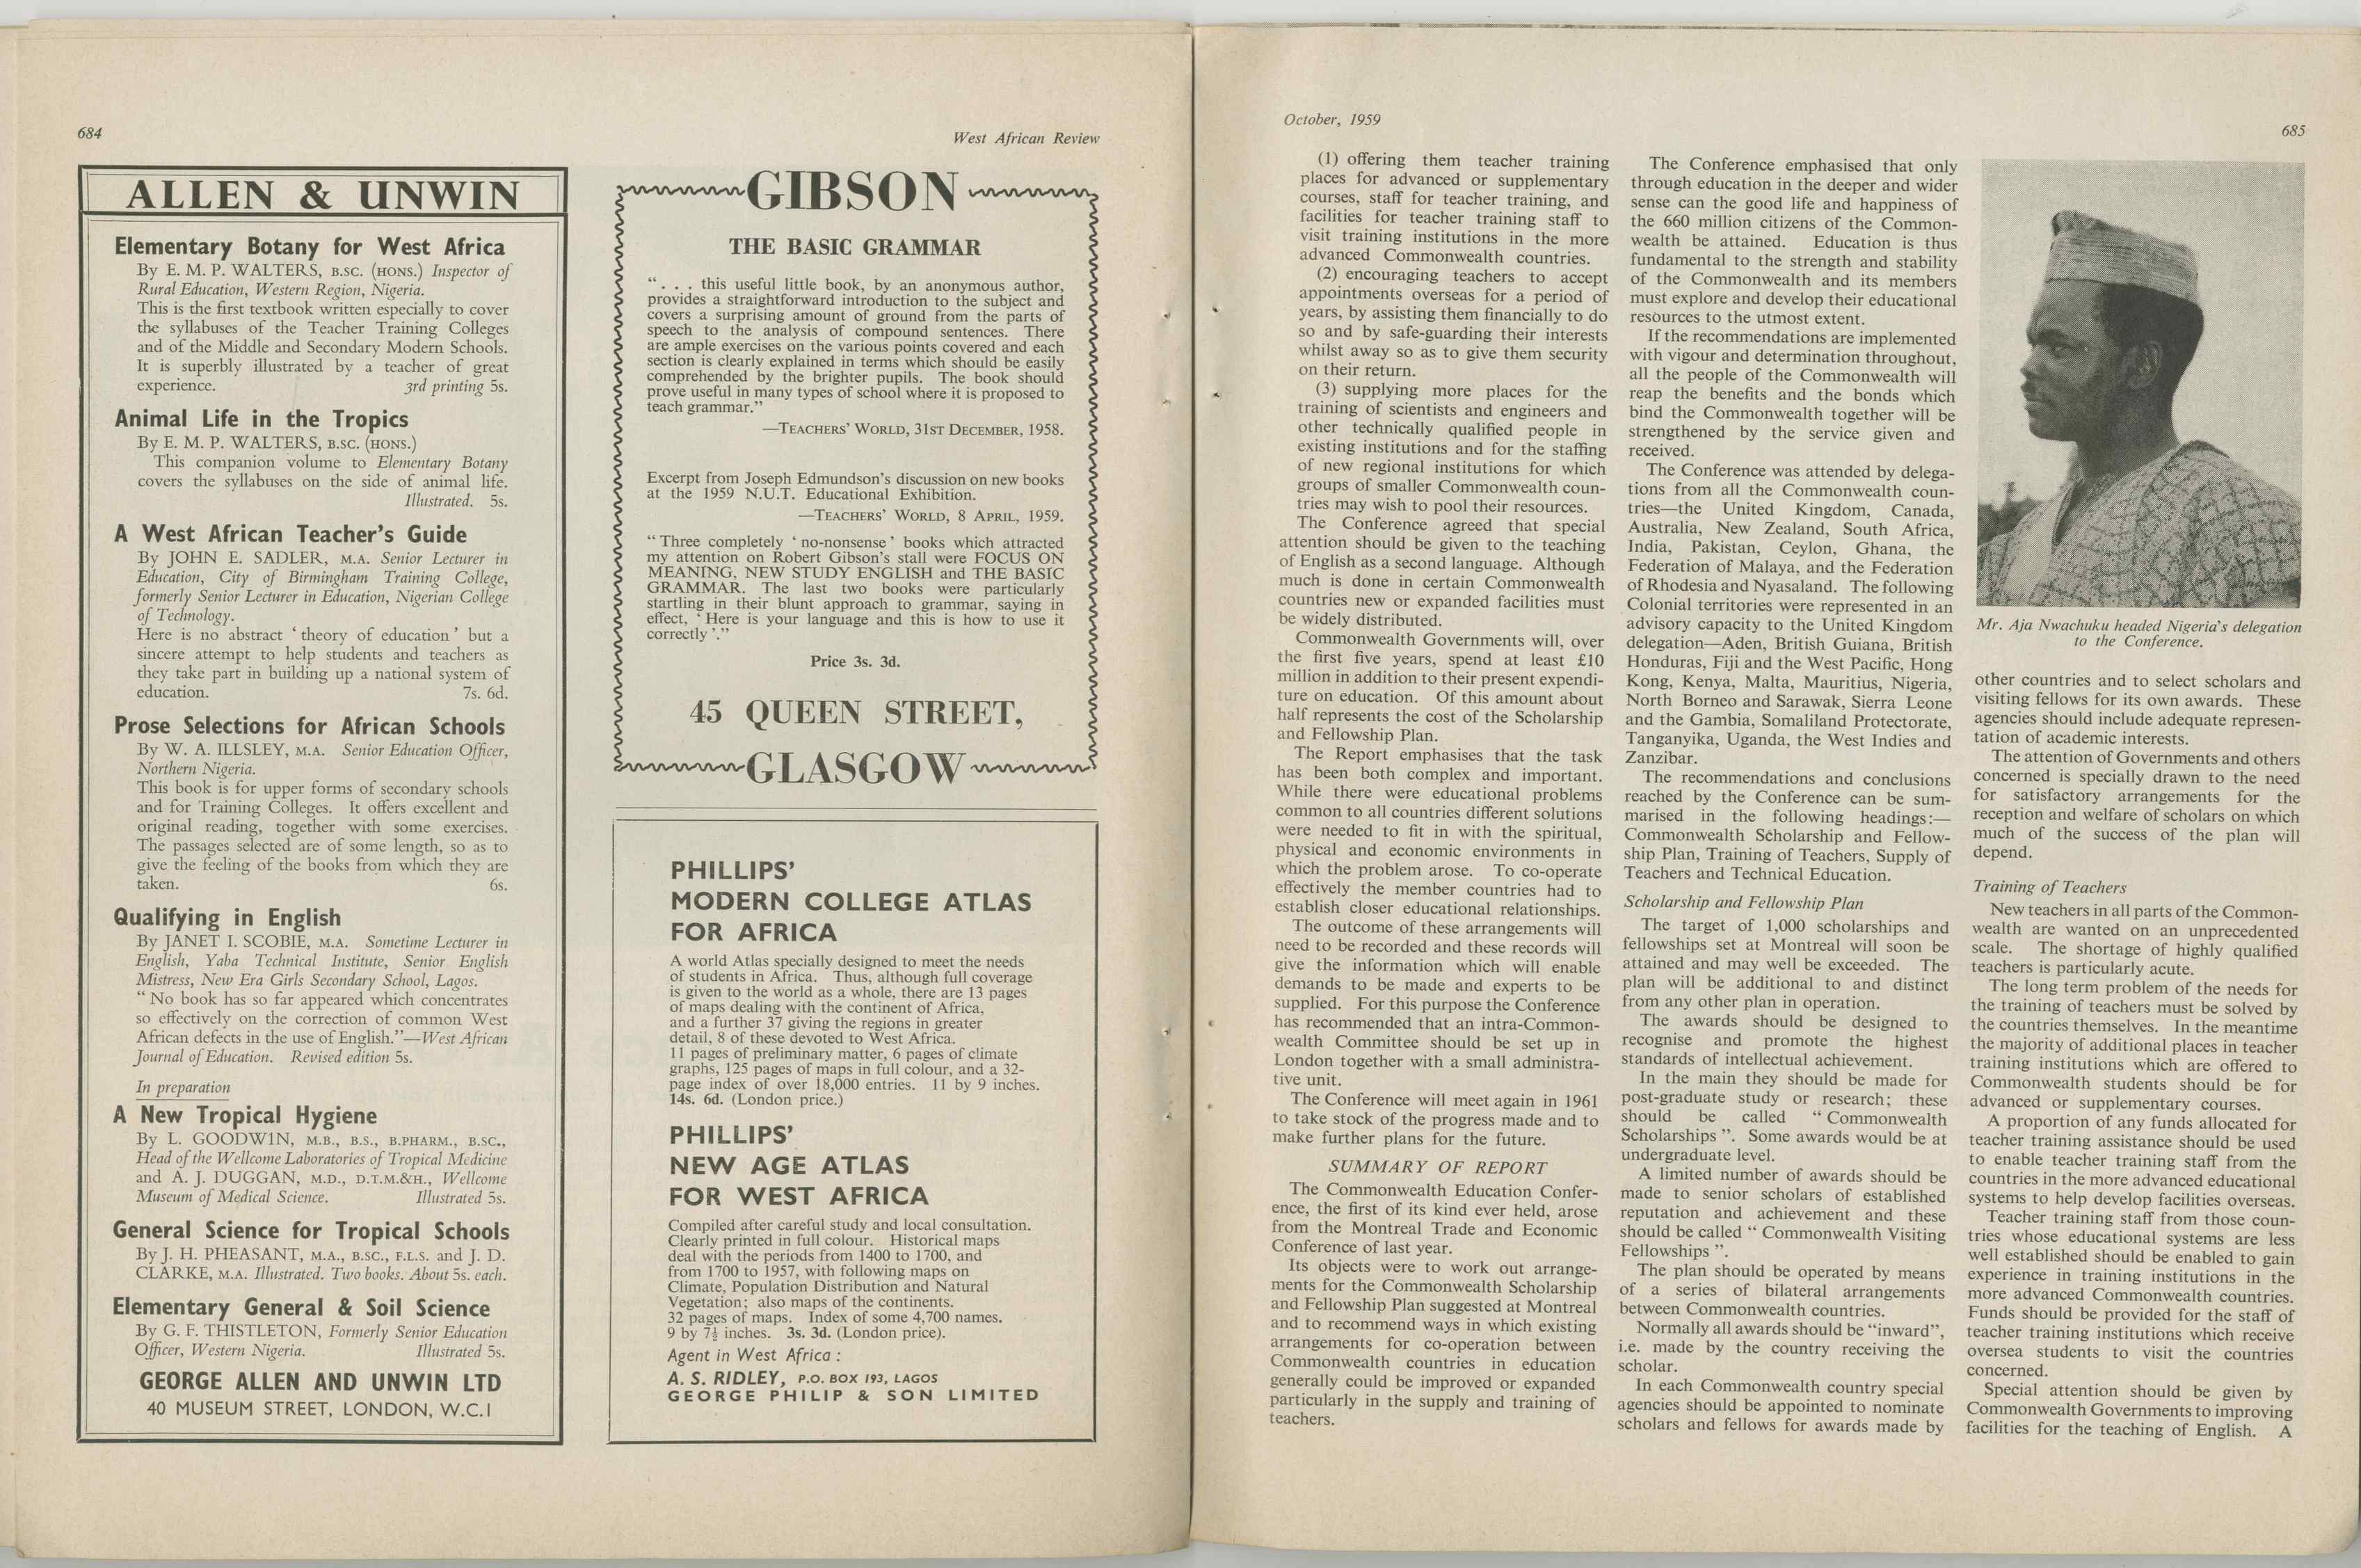 684
West African Review
ALLEN & UNWIN
Elementary Botany for West Africa
By E. M. P. WALTERS, B.SC. (HONS.) Inspector of
Rural Education, Western Region, Nigeria.
This is the first textbook written especially to cover
the syllabuses of the Teacher Training Colleges
and of the Middle and Secondary Modern Schools.
It is superbly illustrated by a teacher of great
experience. 3rd printing 5s.
Animal Life in the Tropics
By E. M. P. WALTERS, B.SC. (HONS.)
This companion volume to Elementary Botany
covers the syllabuses on the side of animal life.
Illustrated. 5s.
A West African Teacher's Guide
By JOHN E. SADLER, M.A. Senior Lecturer in
Education, City of Birmingham Training College,
formerly Senior Lecturer in Education, Nigerian College
of Technology.
Here is no abstract ' theory of education ' but a
sincere attempt to help students and teachers as
they take part in building up a national system of
education. 7s. 6d.
Prose Selections for African Schools
By W. A. ILLSLEY, M.A. Senior Education Officer,
Northern Nigeria.
This book is for upper forms of secondary schools
and for Training Colleges. It offers excellent and
original reading, together with some exercises.
The passages selected are of some length, so as to
give the feeling of the books from which they are
taken. 6s.
Qualifying in English
By JANET I. SCOBIE, M.A. Sometime Lecturer in
English, Yaba Technical Institute, Senior English
Mistress, New Era Girls Secondary School, Lagos.
" No book has so far appeared which concentrates
so effectively on the correction of common West
African defects in the use of English."—West African
Journal of Education. Revised edition 5s.
In preparation
A New Tropical Hygiene
By L. GOODWIN, M.B., B.S., B.PHARM., B.SC.,
Head of the Wellcome Laboratories of Tropical Medicine
and A. J. DUGGAN, M.D., D.T.M.&H., Wellcome
Museum of Medical Science. Illustrated 5s.
General Science for Tropical Schools
By J. H. PHEASANT, M.A., B.SC., F.L.S. and J. D.
CLARKE, M.A. Illustrated. Two books. About 5s. each.
Elementary General & Soil Science
By G. F. THISTLETON, Formerly Senior Education
Officer, Western Nigeria. Illustrated 5s.
GEORGE ALLEN AND UNWIN LTD
40 MUSEUM STREET, LONDON, W.C.1
GIBSON
THE BASIC GRAMMAR
" . . . this useful little book, by an anonymous author,
provides a straightforward introduction to the subject and
covers a surprising amount of ground from the parts of
speech to the analysis of compound sentences. There
are ample exercises on the various points covered and each
section is clearly explained in terms which should be easily
comprehended by the brighter pupils. The book should
prove useful in many types of school where it is proposed to
teach grammar."
—TEACHERS' WORLD, 31ST DECEMBER, 1958.
Excerpt from Joseph Edmundson's discussion on new books
at the 1959 N.U.T. Educational Exhibition.
—TEACHERS' WORLD, 8 APRIL, 1959.
" Three completely ' no-nonsense ' books which attracted
my attention on Robert Gibson's stall were FOCUS ON
MEANING, NEW STUDY ENGLISH and THE BASIC
GRAMMAR. The last two books were particularly
startling in their blunt approach to grammar, saying in
effect, ' Here is your language and this is how to use it
correctly '."
Price 3s. 3d.
45 QUEEN STREET,
GLASGOW
PHILLIPS'
MODERN COLLEGE ATLAS
FOR AFRICA
A world Atlas specially designed to meet the needs
of students in Africa. Thus, although full coverage
is given to the world as a whole, there are 13 pages
of maps dealing with the continent of Africa,
and a further 37 giving the regions in greater
detail, 8 of these devoted to West Africa.
11 pages of preliminary matter, 6 pages of climate
graphs, 125 pages of maps in full colour, and a 32-
page index of over 18,000 entries. 11 by 9 inches.
14s. 6d. (London price.)
PHILLIPS'
NEW AGE ATLAS
FOR WEST AFRICA
Compiled after careful study and local consultation.
Clearly printed in full colour. Historical maps
deal with the periods from 1400 to 1700, and
from 1700 to 1957, with following maps on
Climate, Population Distribution and Natural
Vegetation; also maps of the continents.
32 pages of maps. Index of some 4,700 names.
9 by 7½ inches. 3s. 3d. (London price).
Agent in West Africa :
A. S. RIDLEY, P.O. BOX 193, LAGOS
GEORGE PHILIP & SON LIMITED
October, 1959
685
(1) offering them teacher training
places for advanced or supplementary
courses, staff for teacher training, and
facilities for teacher training staff to
visit training institutions in the more
advanced Commonwealth countries.
(2) encouraging teachers to accept
appointments overseas for a period of
years, by assisting them financially to do
so and by safe-guarding their interests
whilst away so as to give them security
on their return.
(3) supplying more places for the
training of scientists and engineers and
other technically qualified people in
existing institutions and for the staffing
of new regional institutions for which
groups of smaller Commonwealth coun-
tries may wish to pool their resources.
The Conference agreed that special
attention should be given to the teaching
of English as a second language. Although
much is done in certain Commonwealth
countries new or expanded facilities must
be widely distributed.
Commonwealth Governments will, over
the first five years, spend at least £10
million in addition to their present expendi-
ture on education. Of this amount about
half represents the cost of the Scholarship
and Fellowship Plan.
The Report emphasises that the task
has been both complex and important.
While there were educational problems
common to all countries different solutions
were needed to fit in with the spiritual,
physical and economic environments in
which the problem arose. To co-operate
effectively the member countries had to
establish closer educational relationships.
The outcome of these arrangements will
need to be recorded and these records will
give the information which will enable
demands to be made and experts to be
supplied. For this purpose the Conference
has recommended that an intra-Common-
wealth Committee should be set up in
London together with a small administra-
tive unit.
The Conference will meet again in 1961
to take stock of the progress made and to
make further plans for the future.
SUMMARY OF REPORT
The Commonwealth Education Confer-
ence, the first of its kind ever held, arose
from the Montreal Trade and Economic
Conference of last year.
Its objects were to work out arrange-
ments for the Commonwealth Scholarship
and Fellowship Plan suggested at Montreal
and to recommend ways in which existing
arrangements for co-operation between
Commonwealth countries in education
generally could be improved or expanded
particularly in the supply and training of
teachers.
The Conference emphasised that only
through education in the deeper and wider
sense can the good life and happiness of
the 660 million citizens of the Common-
wealth be attained. Education is thus
fundamental to the strength and stability
of the Commonwealth and its members
must explore and develop their educational
resources to the utmost extent.
If the recommendations are implemented
with vigour and determination throughout,
all the people of the Commonwealth will
reap the benefits and the bonds which
bind the Commonwealth together will be
strengthened by the service given and
received.
The Conference was attended by delega-
tions from all the Commonwealth coun-
tries—the United Kingdom, Canada,
Australia, New Zealand, South Africa,
India, Pakistan, Ceylon, Ghana, the
Federation of Malaya, and the Federation
of Rhodesia and Nyasaland. The following
Colonial territories were represented in an
advisory capacity to the United Kingdom
delegation—Aden, British Guiana, British
Honduras, Fiji and the West Pacific, Hong
Kong, Kenya, Malta, Mauritius, Nigeria,
North Borneo and Sarawak, Sierra Leone
and the Gambia, Somaliland Protectorate,
Tanganyika, Uganda, the West Indies and
Zanzibar.
The recommendations and conclusions
reached by the Conference can be sum-
marised in the following headings:—
Commonwealth Scholarship and Fellow-
ship Plan, Training of Teachers, Supply of
Teachers and Technical Education.
Scholarship and Fellowship Plan
The target of 1,000 scholarships and
fellowships set at Montreal will soon be
attained and may well be exceeded. The
plan will be additional to and distinct
from any other plan in operation.
The awards should be designed to
recognise and promote the highest
standards of intellectual achievement.
In the main they should be made for
post-graduate study or research; these
should be called " Commonwealth
Scholarships ". Some awards would be at
undergraduate level.
A limited number of awards should be
made to senior scholars of established
reputation and achievement and these
should be called " Commonwealth Visiting
Fellowships ".
The plan should be operated by means
of a series of bilateral arrangements
between Commonwealth countries.
Normally all awards should be "inward",
i.e. made by the country receiving the
scholar.
In each Commonwealth country special
agencies should be appointed to nominate
scholars and fellows for awards made by
Mr. Aja Nwachuku headed Nigeria's delegation
to the Conference.
other countries and to select scholars and
visiting fellows for its own awards. These
agencies should include adequate represen-
tation of academic interests.
The attention of Governments and others
concerned is specially drawn to the need
for satisfactory arrangements for the
reception and welfare of scholars on which
much of the success of the plan will
depend.
Training of Teachers
New teachers in all parts of the Common-
wealth are wanted on an unprecedented
scale. The shortage of highly qualified
teachers is particularly acute.
The long term problem of the needs for
the training of teachers must be solved by
the countries themselves. In the meantime
the majority of additional places in teacher
training institutions which are offered to
Commonwealth students should be for
advanced or supplementary courses.
A proportion of any funds allocated for
teacher training assistance should be used
to enable teacher training staff from the
countries in the more advanced educational
systems to help develop facilities overseas.
Teacher training staff from those coun-
tries whose educational systems are less
well established should be enabled to gain
experience in training institutions in the
more advanced Commonwealth countries.
Funds should be provided for the staff of
teacher training institutions which receive
oversea students to visit the countries
concerned.
Special attention should be given by
Commonwealth Governments to improving
facilities for the teaching of English. A